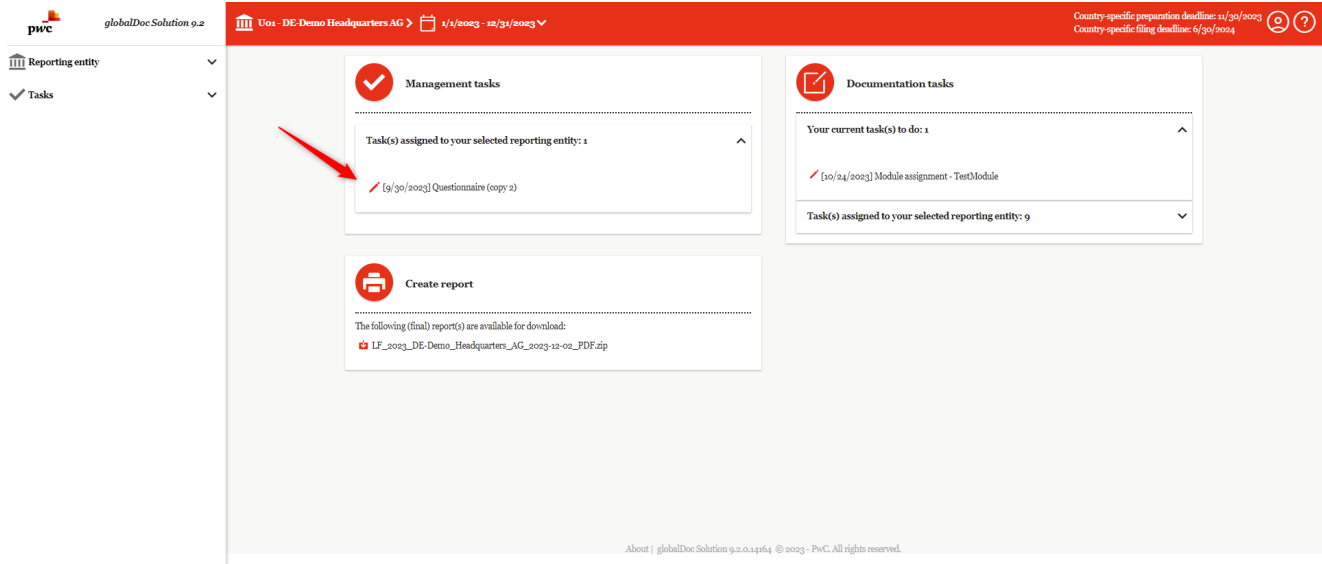 pwc
globalDoc Solution 9.2
U01 - DE-Demo Headquarters AG
1/1/2023 - 12/31/2023
Country-specific preparation deadline: 11/30/2023
Country-specific filing deadline: 6/30/2024
?
Reporting entity
Tasks
Management tasks
Task(s) assigned to your selected reporting entity: 1
[9/30/2023] Questionnaire (copy 2)
Documentation tasks
Your current task(s) to do: 1
[10/24/2023] Module assignment - TestModule
Task(s) assigned to your selected reporting entity: 9
Create report
The following (final) report(s) are available for download:
LF_2023_DE-Demo_Headquarters_AG_2023-12-02_PDF.zip
About | globalDoc Solution 9.2.0.14164 © 2023 - PwC. All rights reserved.